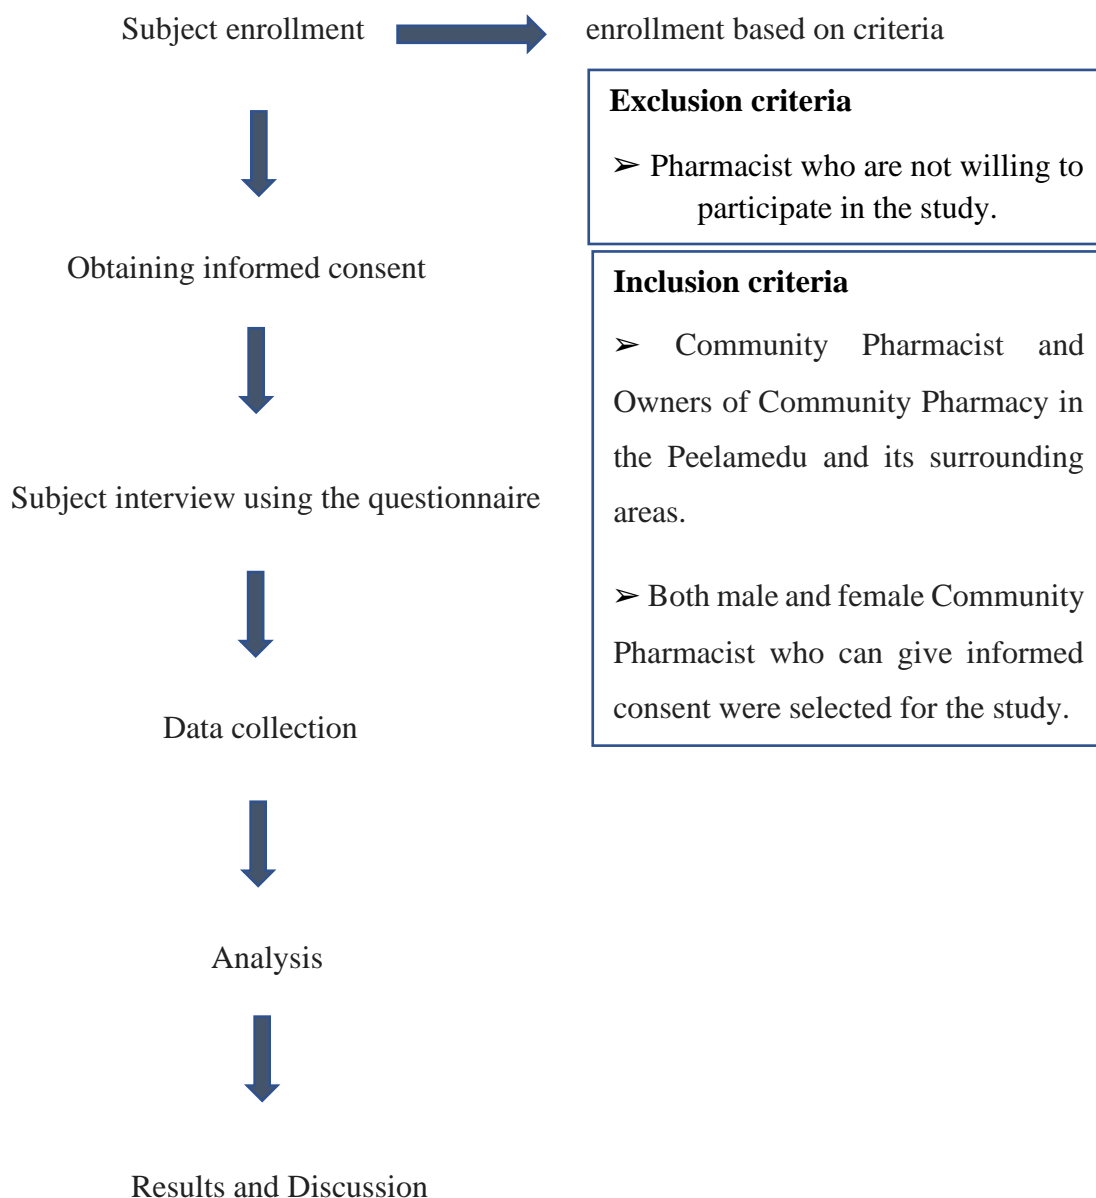 Subject enrollment
enrollment based on criteria
Exclusion criteria
➢ Pharmacist who are not willing to
participate in the study.
Obtaining informed consent
Inclusion criteria
➢ Community Pharmacist and
Owners of Community Pharmacy in
the Peelamedu and its surrounding
areas.
➢ Both male and female Community
Pharmacist who can give informed
consent were selected for the study.
Subject interview using the questionnaire
Data collection
Analysis
Results and Discussion